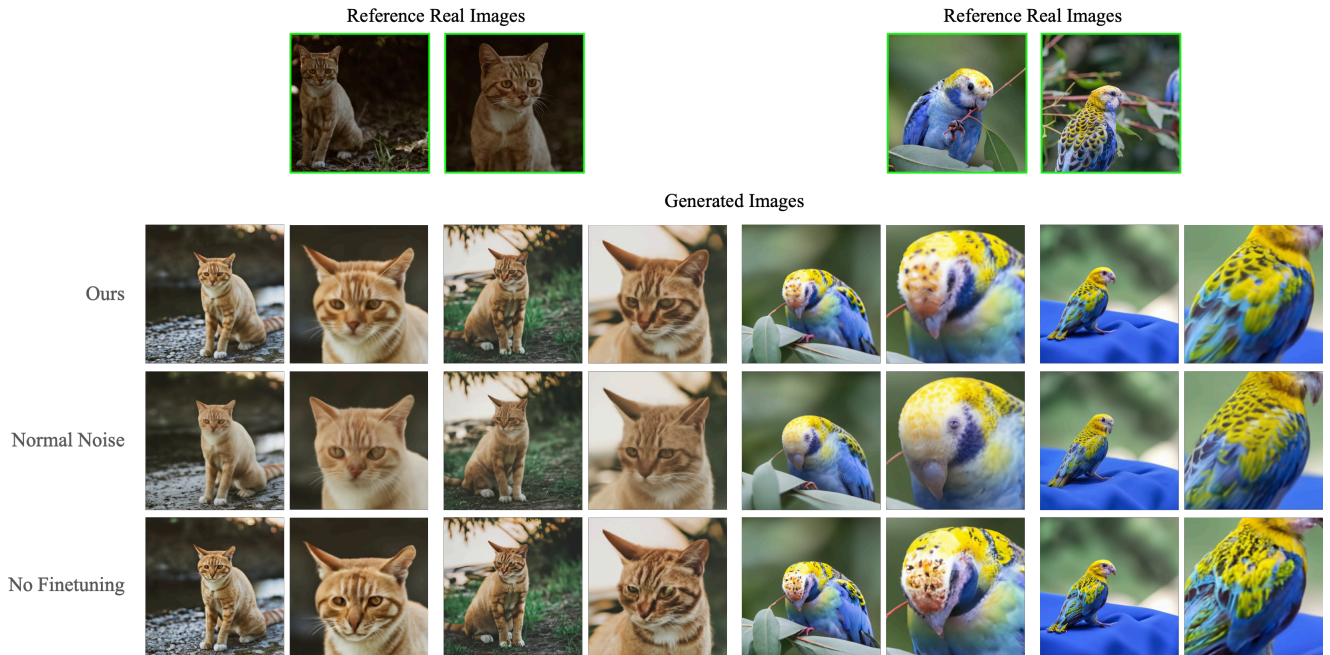 Reference Real Images
Reference Real Images
Generated Images
Ours
Normal Noise
No Finetuning